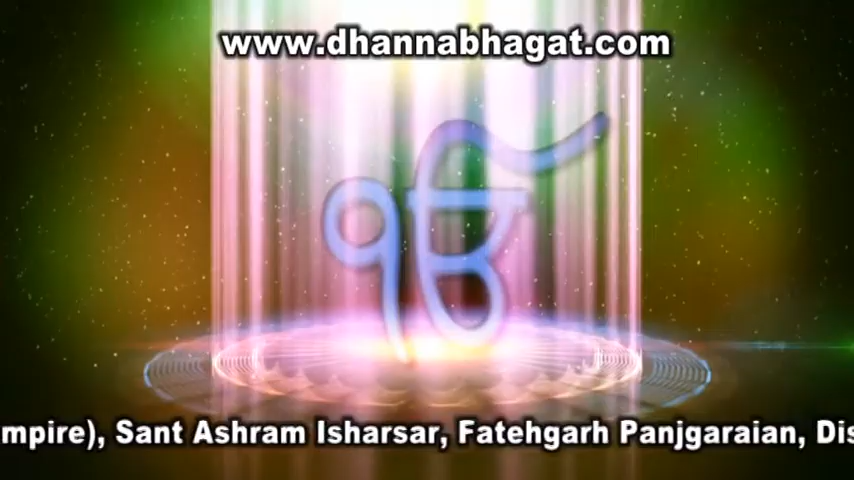 www.dhannabhagat.com
ੴ
mpire), Sant Ashram Isharsar, Fatehgarh Panjgaraian, Dis